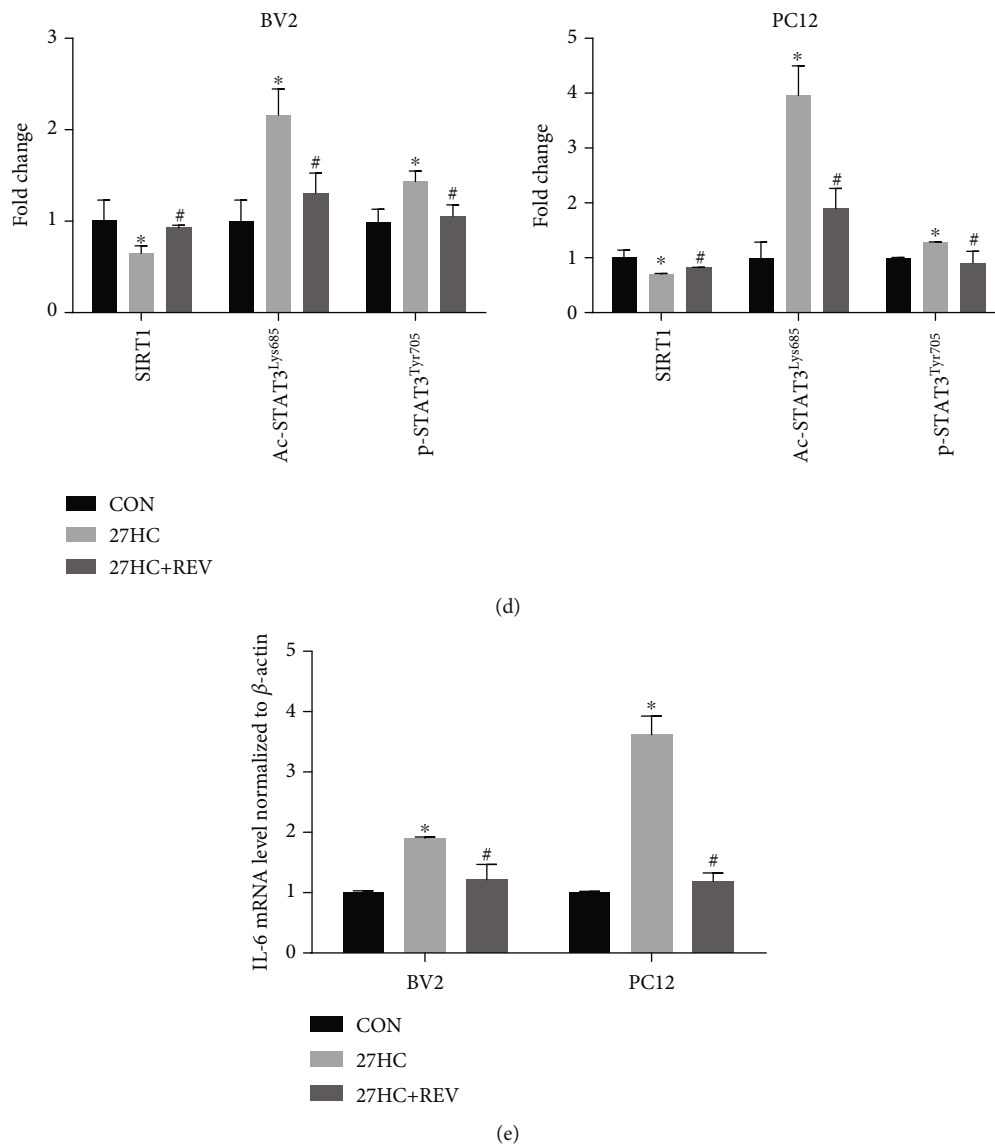 BV2
Fold change
3
2
1
0
*
#
*
#
*
#
SIRT1
Ac-STAT3Lys685
p-STAT3Tyr705
PC12
Fold change
5
4
3
2
1
0
*
#
*
#
*
#
SIRT1
Ac-STAT3Lys685
p-STAT3Tyr705
CON
27HC
27HC+REV
(d)
IL-6 mRNA level normalized to β-actin
5
4
3
2
1
0
*
#
*
#
BV2
PC12
CON
27HC
27HC+REV
(e)